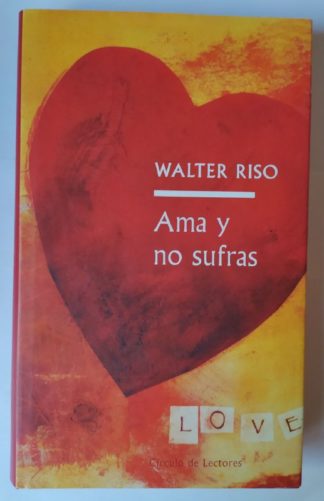 WALTER RISO
Ama y
no sufras
LOVE
Círculo de Lectores